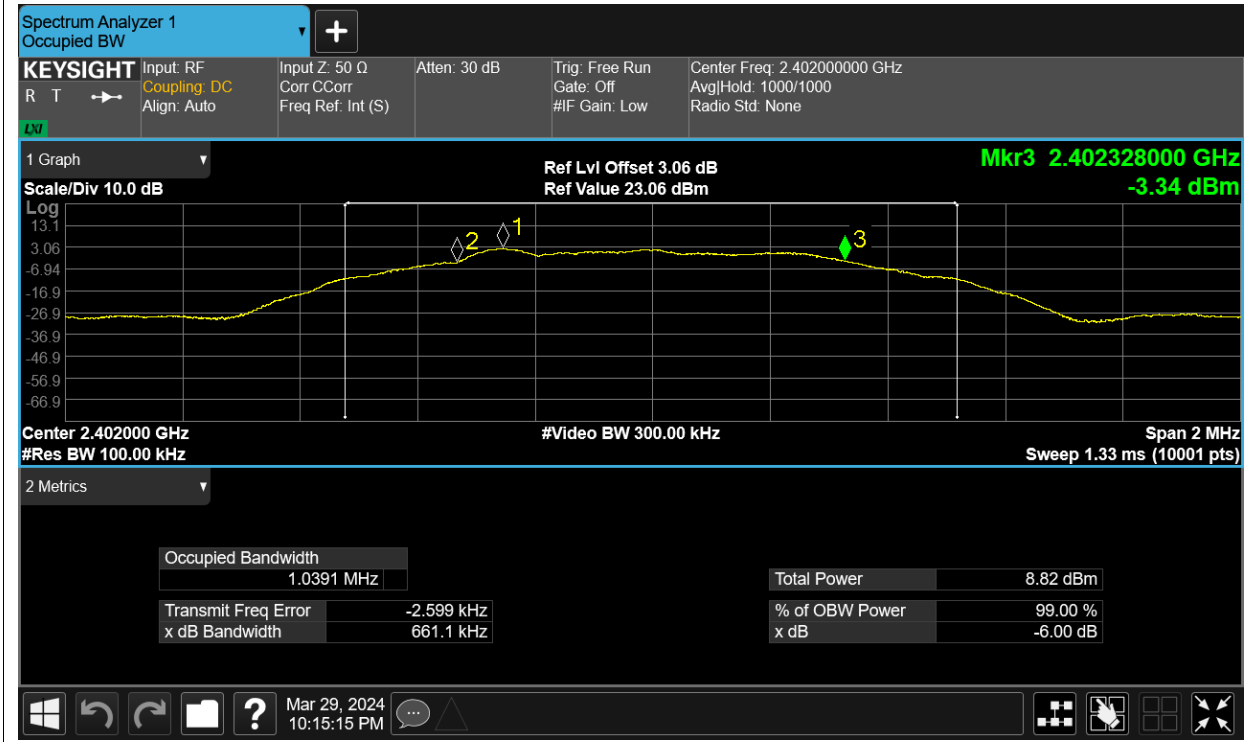 Spectrum Analyzer 1
Occupied BW
KEYSIGHT
R T
LXI
Input: RF
Coupling: DC
Align: Auto
Input Z: 50 Ω
Corr CCorr
Freq Ref: Int (S)
Atten: 30 dB
Trig: Free Run
Gate: Off
#IF Gain: Low
Center Freq: 2.402000000 GHz
Avg|Hold: 1000/1000
Radio Std: None
1 Graph
Scale/Div 10.0 dB
Ref Lvl Offset 3.06 dB
Ref Value 23.06 dBm
Mkr3 2.402328000 GHz
-3.34 dBm
Log
13.1
3.06
-6.94
-16.9
-26.9
-36.9
-46.9
-56.9
-66.9
2
1
3
Center 2.402000 GHz
#Res BW 100.00 kHz
#Video BW 300.00 kHz
Span 2 MHz
Sweep 1.33 ms (10001 pts)
2 Metrics
Occupied Bandwidth
1.0391 MHz
Transmit Freq Error -2.599 kHz
x dB Bandwidth 661.1 kHz
Total Power 8.82 dBm
% of OBW Power 99.00 %
x dB -6.00 dB
?
Mar 29, 2024
10:15:15 PM